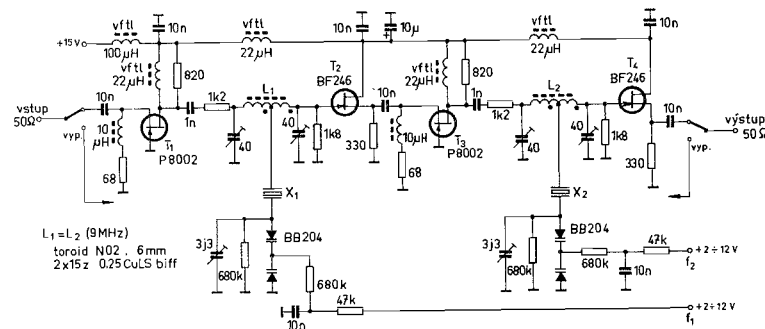 vftl
10n
10n
10µ
vftl
10n
+15V
100µH
22µH
22µH
vftl
22µH
820
T2
BF246
vftl
22µH
820
T4
BF246
vstup
50Ω
10n
1n
1k2
L1
10n
1n
1k2
L2
10n
výstup
50Ω
vyp.
10
µH
T1
P8002
40
40
1k8
330
10µH
T3
P8002
40
40
1k8
330
vyp.
68
68
X1
X2
L1=L2 (9MHz)
toroid N02, 6mm
2x15z 0.25CuLS biff
3j3
680k
BB204
680k
3j3
680k
BB204
680k
47k
10n
+2÷12V
f2
10n
47k
+2÷12V
f1